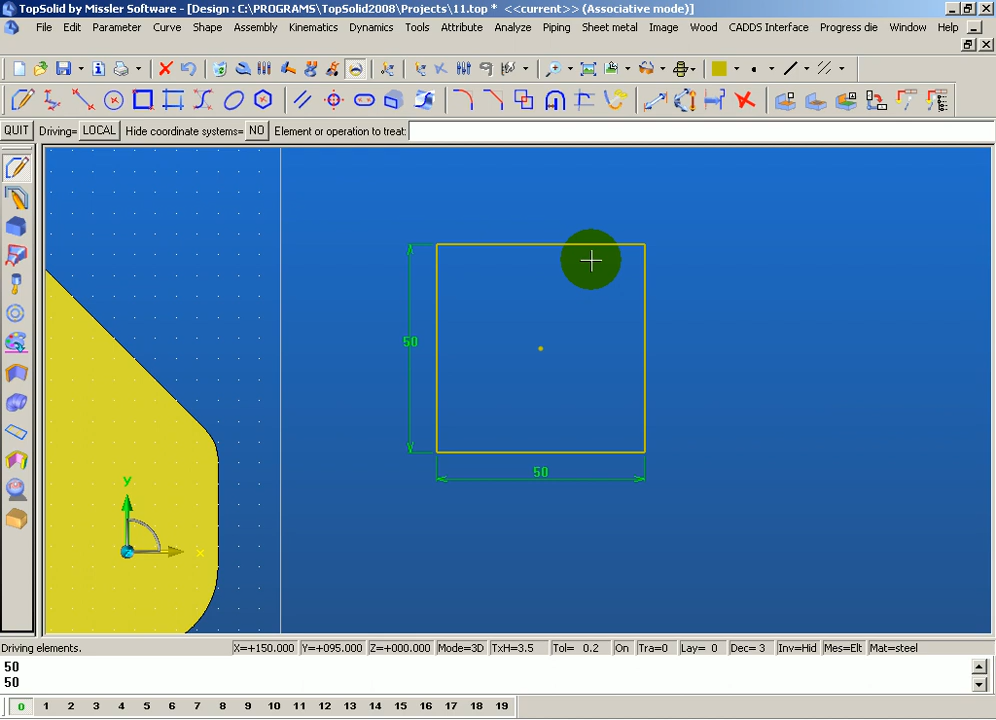 TopSolid by Missler Software - [Design : C:\PROGRAMS\TopSolid2008\Projects\11.top * <<current>> (Associative mode)]
File Edit Parameter Curve Shape Assembly Kinematics Dynamics Tools Attribute Analyze Piping Sheet metal Image Wood CADDS Interface Progress die Window Help
QUIT Driving= LOCAL Hide coordinate systems= NO Element or operation to treat:
50
50
y
x
Driving elements. X=+150.000 Y=+095.000 Z=+000.000 Mode=3D TxH=3.5 Tol= 0.2 On Tra=0 Lay= 0 Dec= 3 Inv=Hid Mes=Elt Mat=steel
50
50
0 1 2 3 4 5 6 7 8 9 10 11 12 13 14 15 16 17 18 19